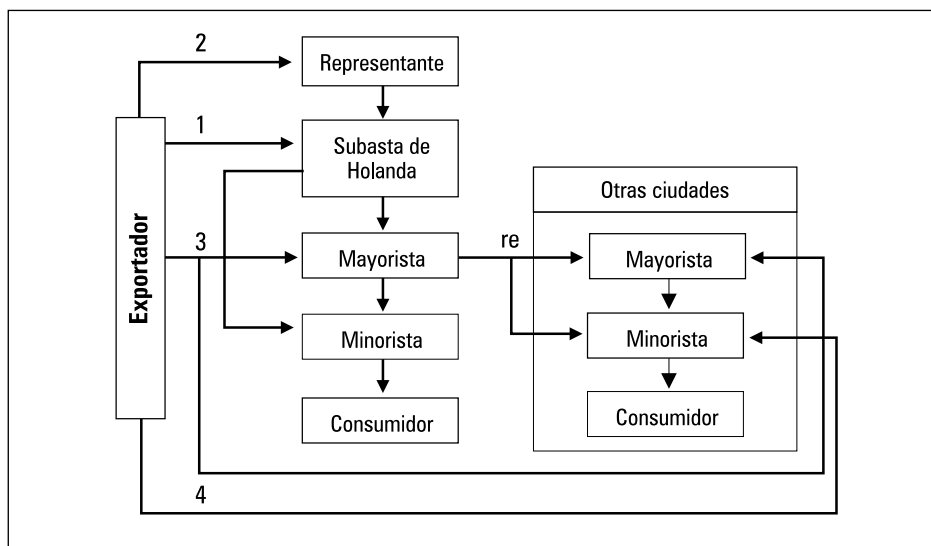 2
Representante
1
Subasta de
Holanda
Otras ciudades
Exportador
3
Mayorista
re
Mayorista
Minorista
Minorista
Consumidor
Consumidor
4